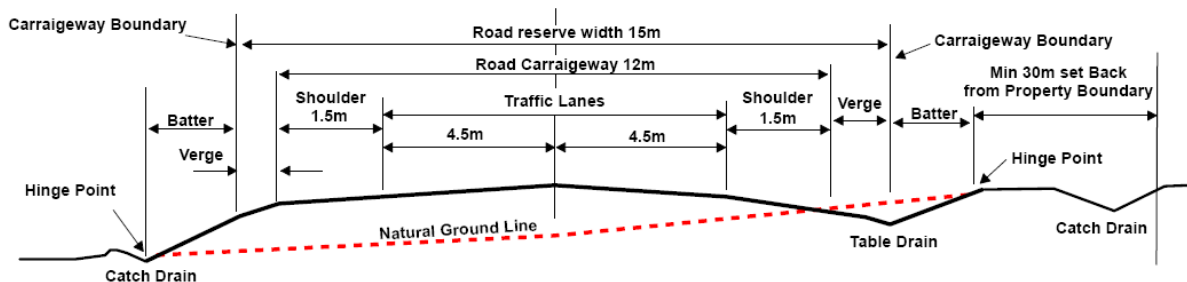 Carraigeway Boundary
Road reserve width 15m
Carraigeway Boundary
Road Carraigeway 12m
Min 30m set Back
from Property Boundary
Shoulder
1.5m
Traffic Lanes
Shoulder
1.5m
Verge
Batter
Batter
4.5m
4.5m
Verge
Hinge Point
Hinge Point
Natural Ground Line
Table Drain
Catch Drain
Catch Drain